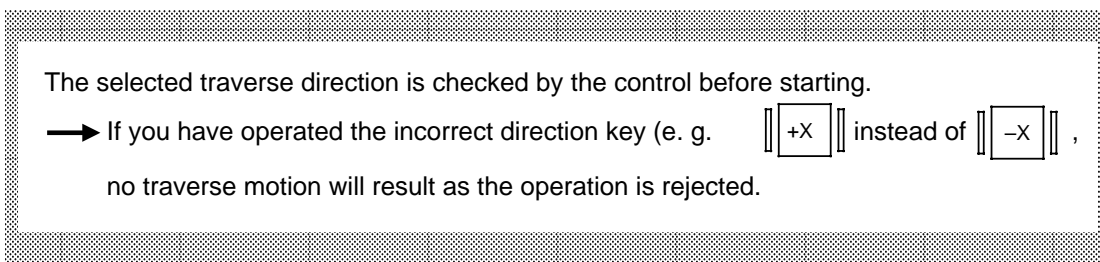 The selected traverse direction is checked by the control before starting.
If you have operated the incorrect direction key (e. g. +X instead of –X ,
no traverse motion will result as the operation is rejected.